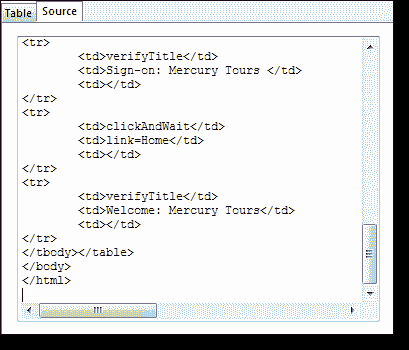 Table Source
<tr>
<td>verifyTitle</td>
<td>Sign-on: Mercury Tours </td>
<td></td>
</tr>
<tr>
<td>clickAndWait</td>
<td>link=Home</td>
<td></td>
</tr>
<tr>
<td>verifyTitle</td>
<td>Welcome: Mercury Tours</td>
<td></td>
</tr>
</tbody></table>
</body>
</html>